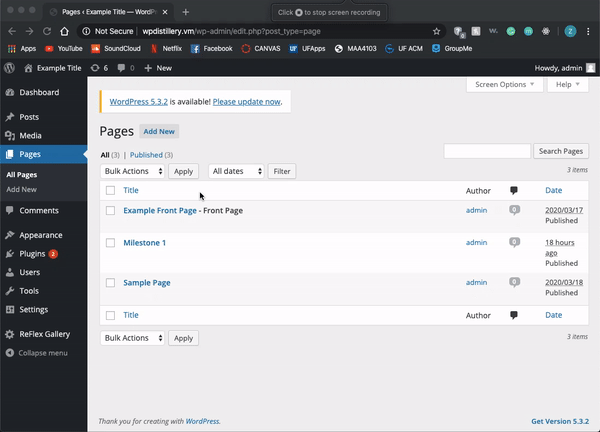 Pages ‹ Example Title — WordPr
Click to stop screen recording
Not Secure | wpdistillery.vm/wp-admin/edit.php?post_type=page
Apps YouTube SoundCloud Netflix Facebook CANVAS UFApps MAA4103 UF ACM GroupMe
Example Title 6 0 + New Howdy, admin
Screen Options Help
Dashboard
WordPress 5.3.2 is available! Please update now.
Posts
Media
Pages
All Pages
Add New
Comments
Appearance
Plugins 2
Users
Tools
Settings
ReFlex Gallery
Collapse menu
Pages Add New
All (3) | Published (3)
Search Pages
Bulk Actions Apply All dates Filter 3 items
Title Author Date
Example Front Page - Front Page admin 0 2020/03/17
Published
Milestone 1 admin 0 18 hours
ago
Published
Sample Page admin 0 2020/03/18
Published
Title Author Date
Bulk Actions Apply 3 items
Thank you for creating with WordPress. Get Version 5.3.2